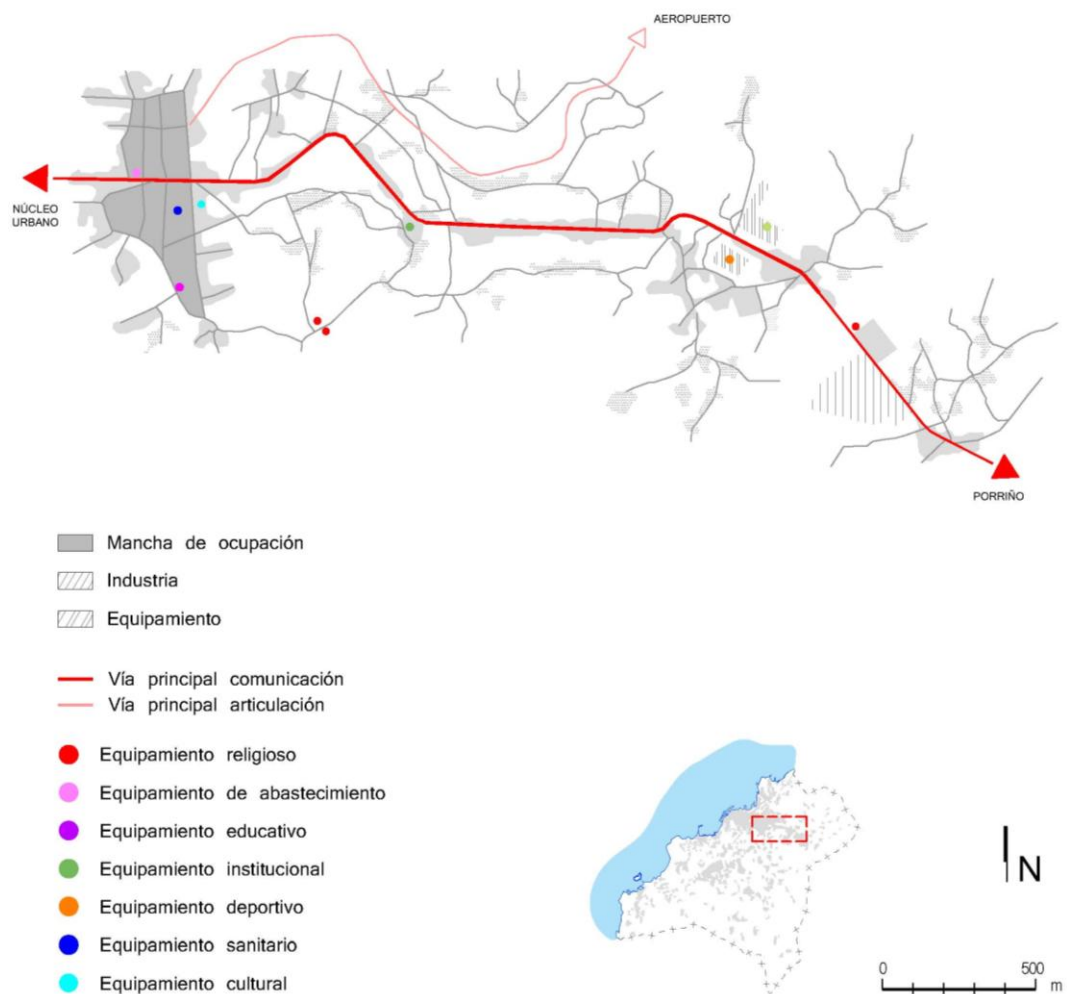 AEROPUERTO
NÚCLEO
URBANO
PORRIÑO
Mancha de ocupación
Industria
Equipamiento
Vía principal comunicación
Vía principal articulación
Equipamiento religioso
Equipamiento de abastecimiento
Equipamiento educativo
Equipamiento institucional
Equipamiento deportivo
Equipamiento sanitario
Equipamiento cultural
N
0 500
m